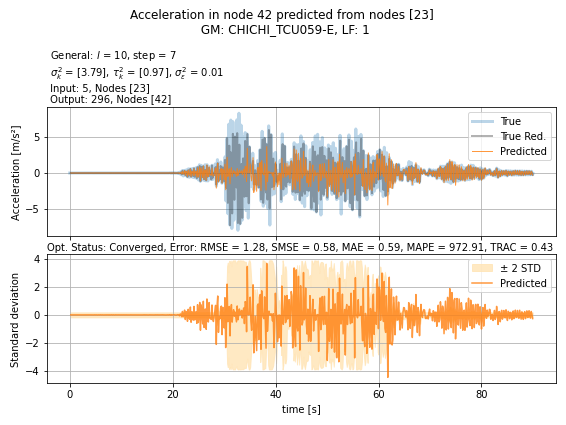 Acceleration in node 42 predicted from nodes [23]
GM: CHICHI_TCU059-E, LF: 1
General: l = 10, step = 7
σ²ₖ = [3.79], τ²ₖ = [0.97], σ²ε = 0.01
Input: 5, Nodes [23]
Output: 296, Nodes [42]
Acceleration [m/s²]
5
0
−5
True
True Red.
Predicted
Opt. Status: Converged, Error: RMSE = 1.28, SMSE = 0.58, MAE = 0.59, MAPE = 972.91, TRAC = 0.43
Standard deviation
4
2
0
−2
−4
± 2 STD
Predicted
0 20 40 60 80
time [s]